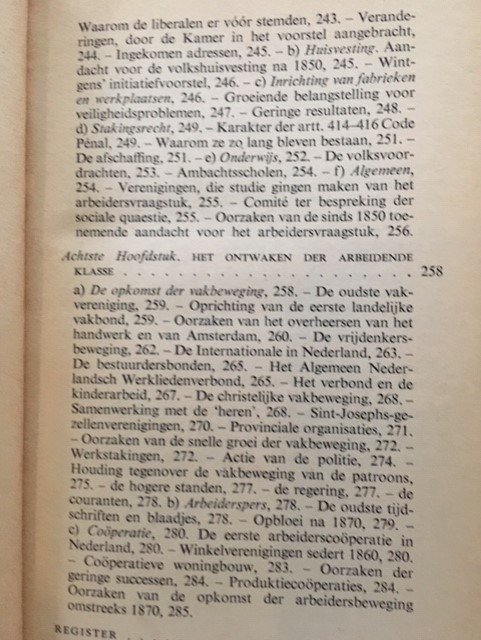 Waarom de liberalen er vóór stemden, 243. – Verande-
ringen, door de Kamer in het voorstel aangebracht,
244. – Ingekomen adressen, 245. – b) Huisvesting. Aan-
dacht voor de volkshuisvesting na 1850, 245. – Wint-
gens' initiatiefvoorstel, 246. – c) Inrichting van fabrieken
en werkplaatsen, 246. – Groeiende belangstelling voor
veiligheidsproblemen, 247. – Geringe resultaten, 248. –
d) Stakingsrecht, 249. – Karakter der artt. 414–416 Code
Pénal, 249. – Waarom ze zo lang bleven bestaan, 251. –
De afschaffing, 251. – e) Onderwijs, 252. – De volksvoor-
drachten, 253. – Ambachtsscholen, 254. – f) Algemeen,
254. – Verenigingen, die studie gingen maken van het
arbeidersvraagstuk, 255. – Comité ter bespreking der
sociale quaestie, 255. – Oorzaken van de sinds 1850 toe-
nemende aandacht voor het arbeidersvraagstuk, 256.
Achtste Hoofdstuk. HET ONTWAKEN DER ARBEIDENDE
KLASSE . . . . . . . . . . . . . . . . . . 258
a) De opkomst der vakbeweging, 258. – De oudste vak-
vereniging, 259. – Oprichting van de eerste landelijke
vakbond, 259. – Oorzaken van het overheersen van het
handwerk en van Amsterdam, 260. – De vrijdenkers-
beweging, 262. – De Internationale in Nederland, 263. –
De bestuurdersbonden, 265. – Het Algemeen Neder-
landsch Werkliedenverbond, 265. – Het verbond en de
kinderarbeid, 267. – De christelijke vakbeweging, 268. –
Samenwerking met de 'heren', 268. – Sint-Josephs-ge-
zellenverenigingen, 270. – Provinciale organisaties, 271.
– Oorzaken van de snelle groei der vakbeweging, 272. –
Werkstakingen, 272. – Actie van de politie, 274. –
Houding tegenover de vakbeweging van de patroons,
275. – de hogere standen, 277. – de regering, 277. – de
couranten, 278. b) Arbeiderspers, 278. – De oudste tijd-
schriften en blaadjes, 278. – Opbloei na 1870, 279. –
c) Coöperatie, 280. De eerste arbeiderscoöperatie in
Nederland, 280. – Winkelverenigingen sedert 1860, 280.
– Coöperatieve woningbouw, 283. – Oorzaken der
geringe successen, 284. – Produktiecoöperaties, 284. –
Oorzaken van de opkomst der arbeidersbeweging
omstreeks 1870, 285.
REGISTER . . .